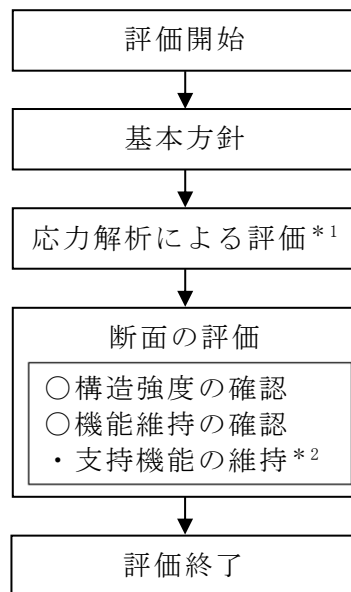 評価開始
基本方針
応力解析による評価*1
断面の評価
○構造強度の確認
○機能維持の確認
・支持機能の維持*2
評価終了